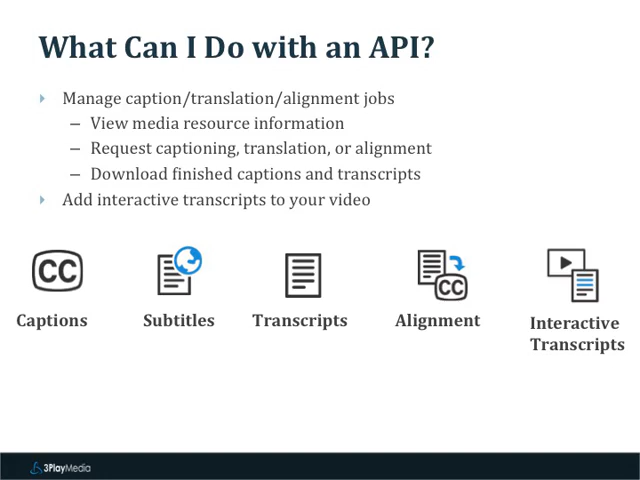 What Can I Do with an API?
Manage caption/translation/alignment jobs
– View media resource information
– Request captioning, translation, or alignment
– Download finished captions and transcripts
Add interactive transcripts to your video
CC
CC
Captions
Subtitles
Transcripts
Alignment
Interactive
Transcripts
3PlayMedia